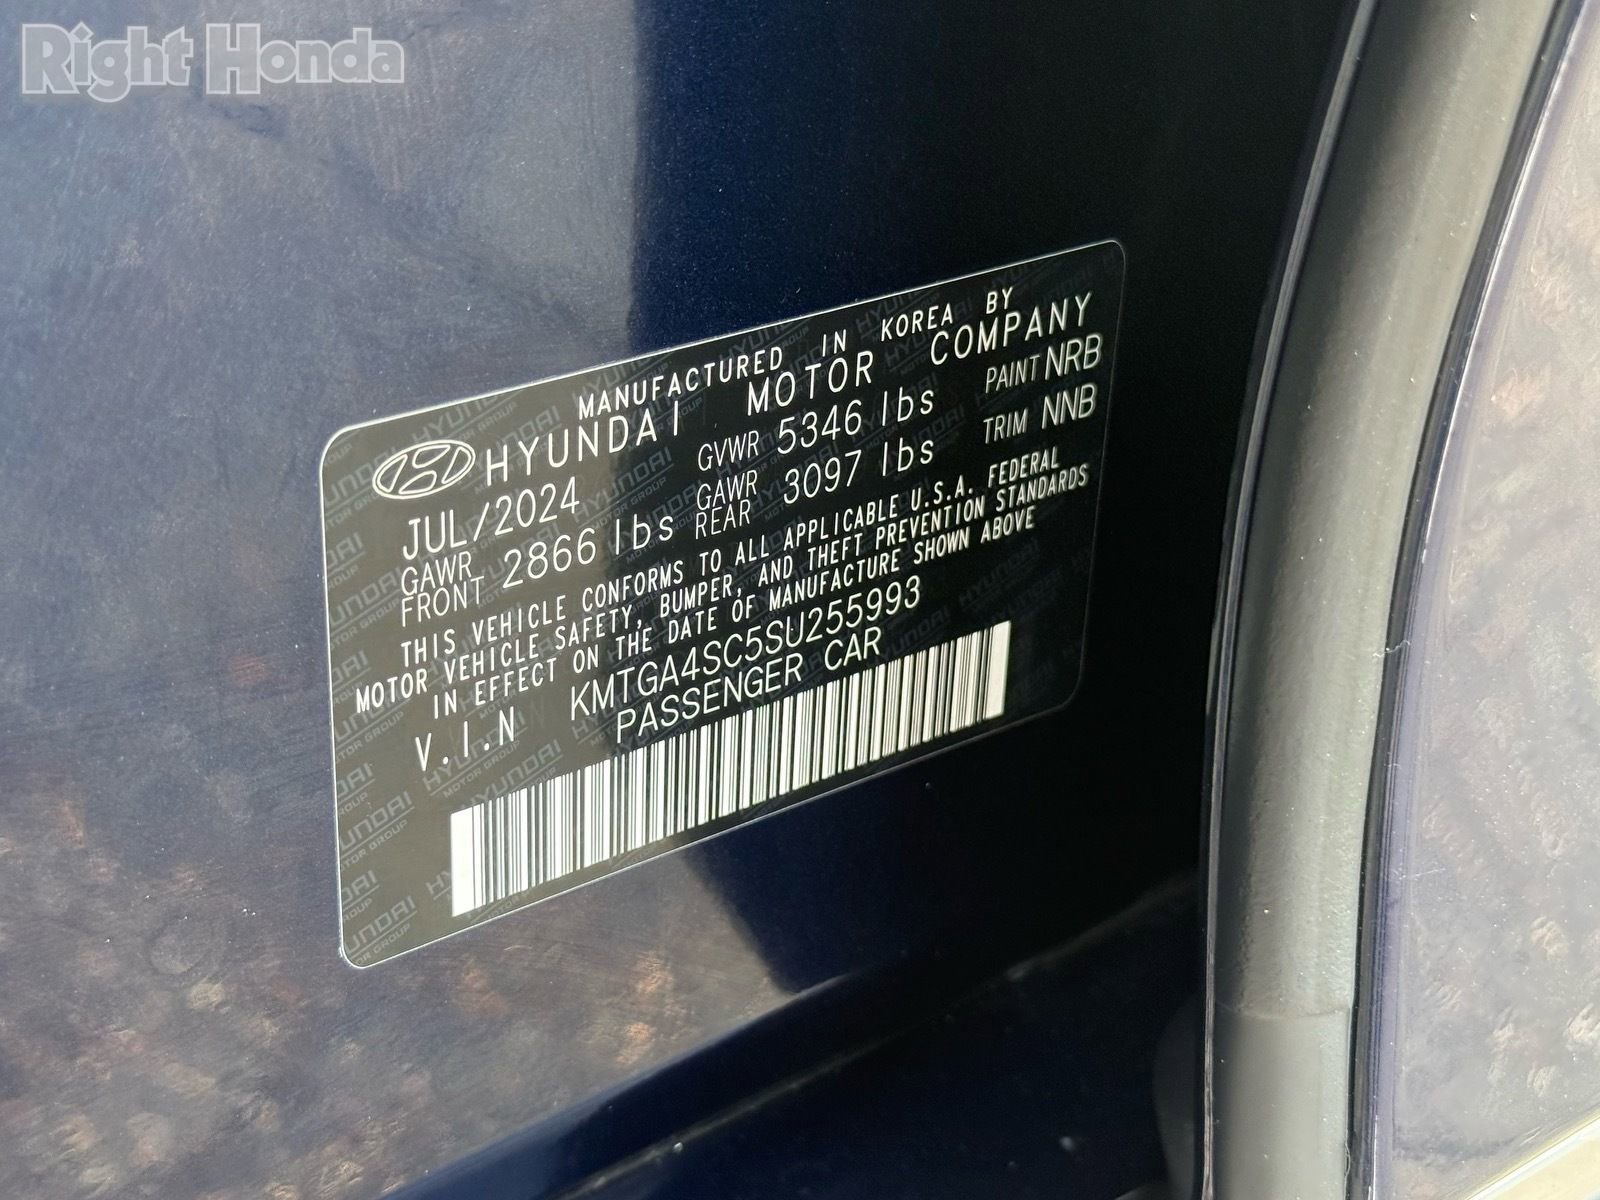 Right Honda
MANUFACTURED IN KOREA BY
HYUNDAI MOTOR COMPANY
JUL/2024 GVWR 5346 lbs PAINT NRB
GAWR FRONT 2866 lbs GAWR REAR 3097 lbs TRIM NNB
THIS VEHICLE CONFORMS TO ALL APPLICABLE U.S.A. FEDERAL
MOTOR VEHICLE SAFETY, BUMPER, AND THEFT PREVENTION STANDARDS
IN EFFECT ON THE DATE OF MANUFACTURE SHOWN ABOVE
V.I.N KMTGA4SC5SU255993
PASSENGER CAR
HYUNDAI
MOTOR GROUP